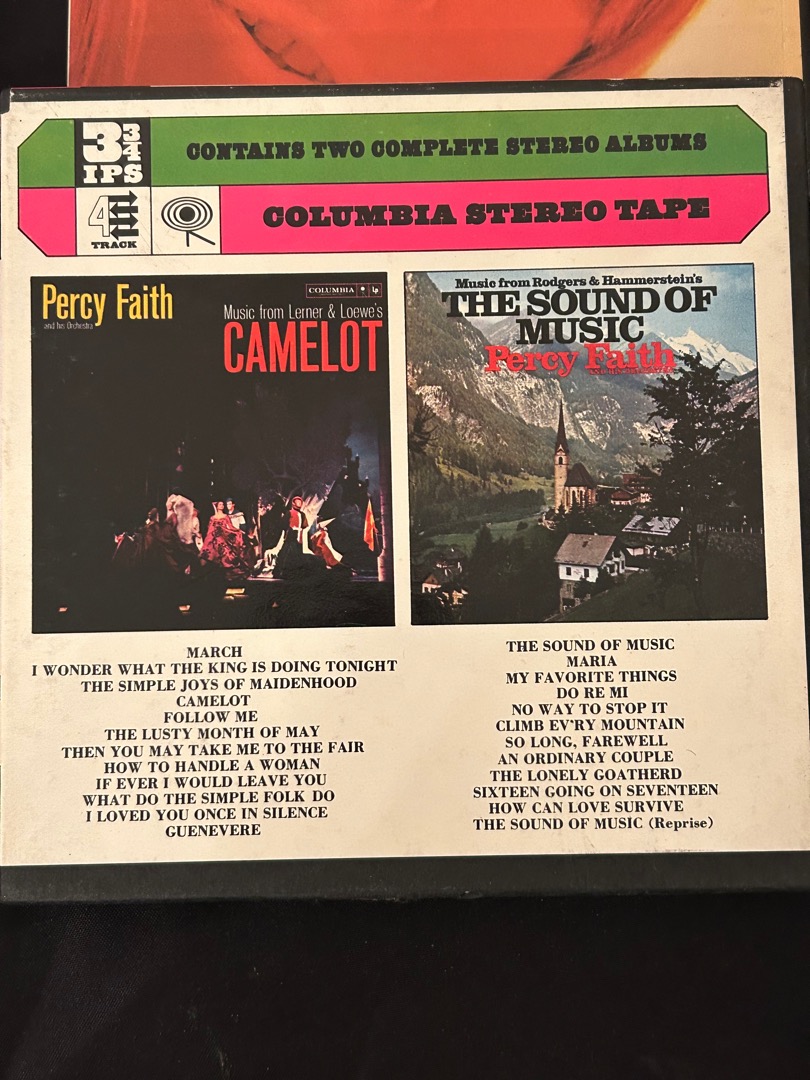 3 3/4
IPS
CONTAINS TWO COMPLETE STEREO ALBUMS
4
TRACK
COLUMBIA STEREO TAPE
Percy Faith
and his Orchestra
COLUMBIA
Music from Lerner & Loewe's
CAMELOT
Music from Rodgers & Hammerstein's
THE SOUND OF
MUSIC
Percy Faith
MARCH
I WONDER WHAT THE KING IS DOING TONIGHT
THE SIMPLE JOYS OF MAIDENHOOD
CAMELOT
FOLLOW ME
THE LUSTY MONTH OF MAY
THEN YOU MAY TAKE ME TO THE FAIR
HOW TO HANDLE A WOMAN
IF EVER I WOULD LEAVE YOU
WHAT DO THE SIMPLE FOLK DO
I LOVED YOU ONCE IN SILENCE
GUENEVERE
THE SOUND OF MUSIC
MARIA
MY FAVORITE THINGS
DO RE MI
NO WAY TO STOP IT
CLIMB EV'RY MOUNTAIN
SO LONG, FAREWELL
AN ORDINARY COUPLE
THE LONELY GOATHERD
SIXTEEN GOING ON SEVENTEEN
HOW CAN LOVE SURVIVE
THE SOUND OF MUSIC (Reprise)